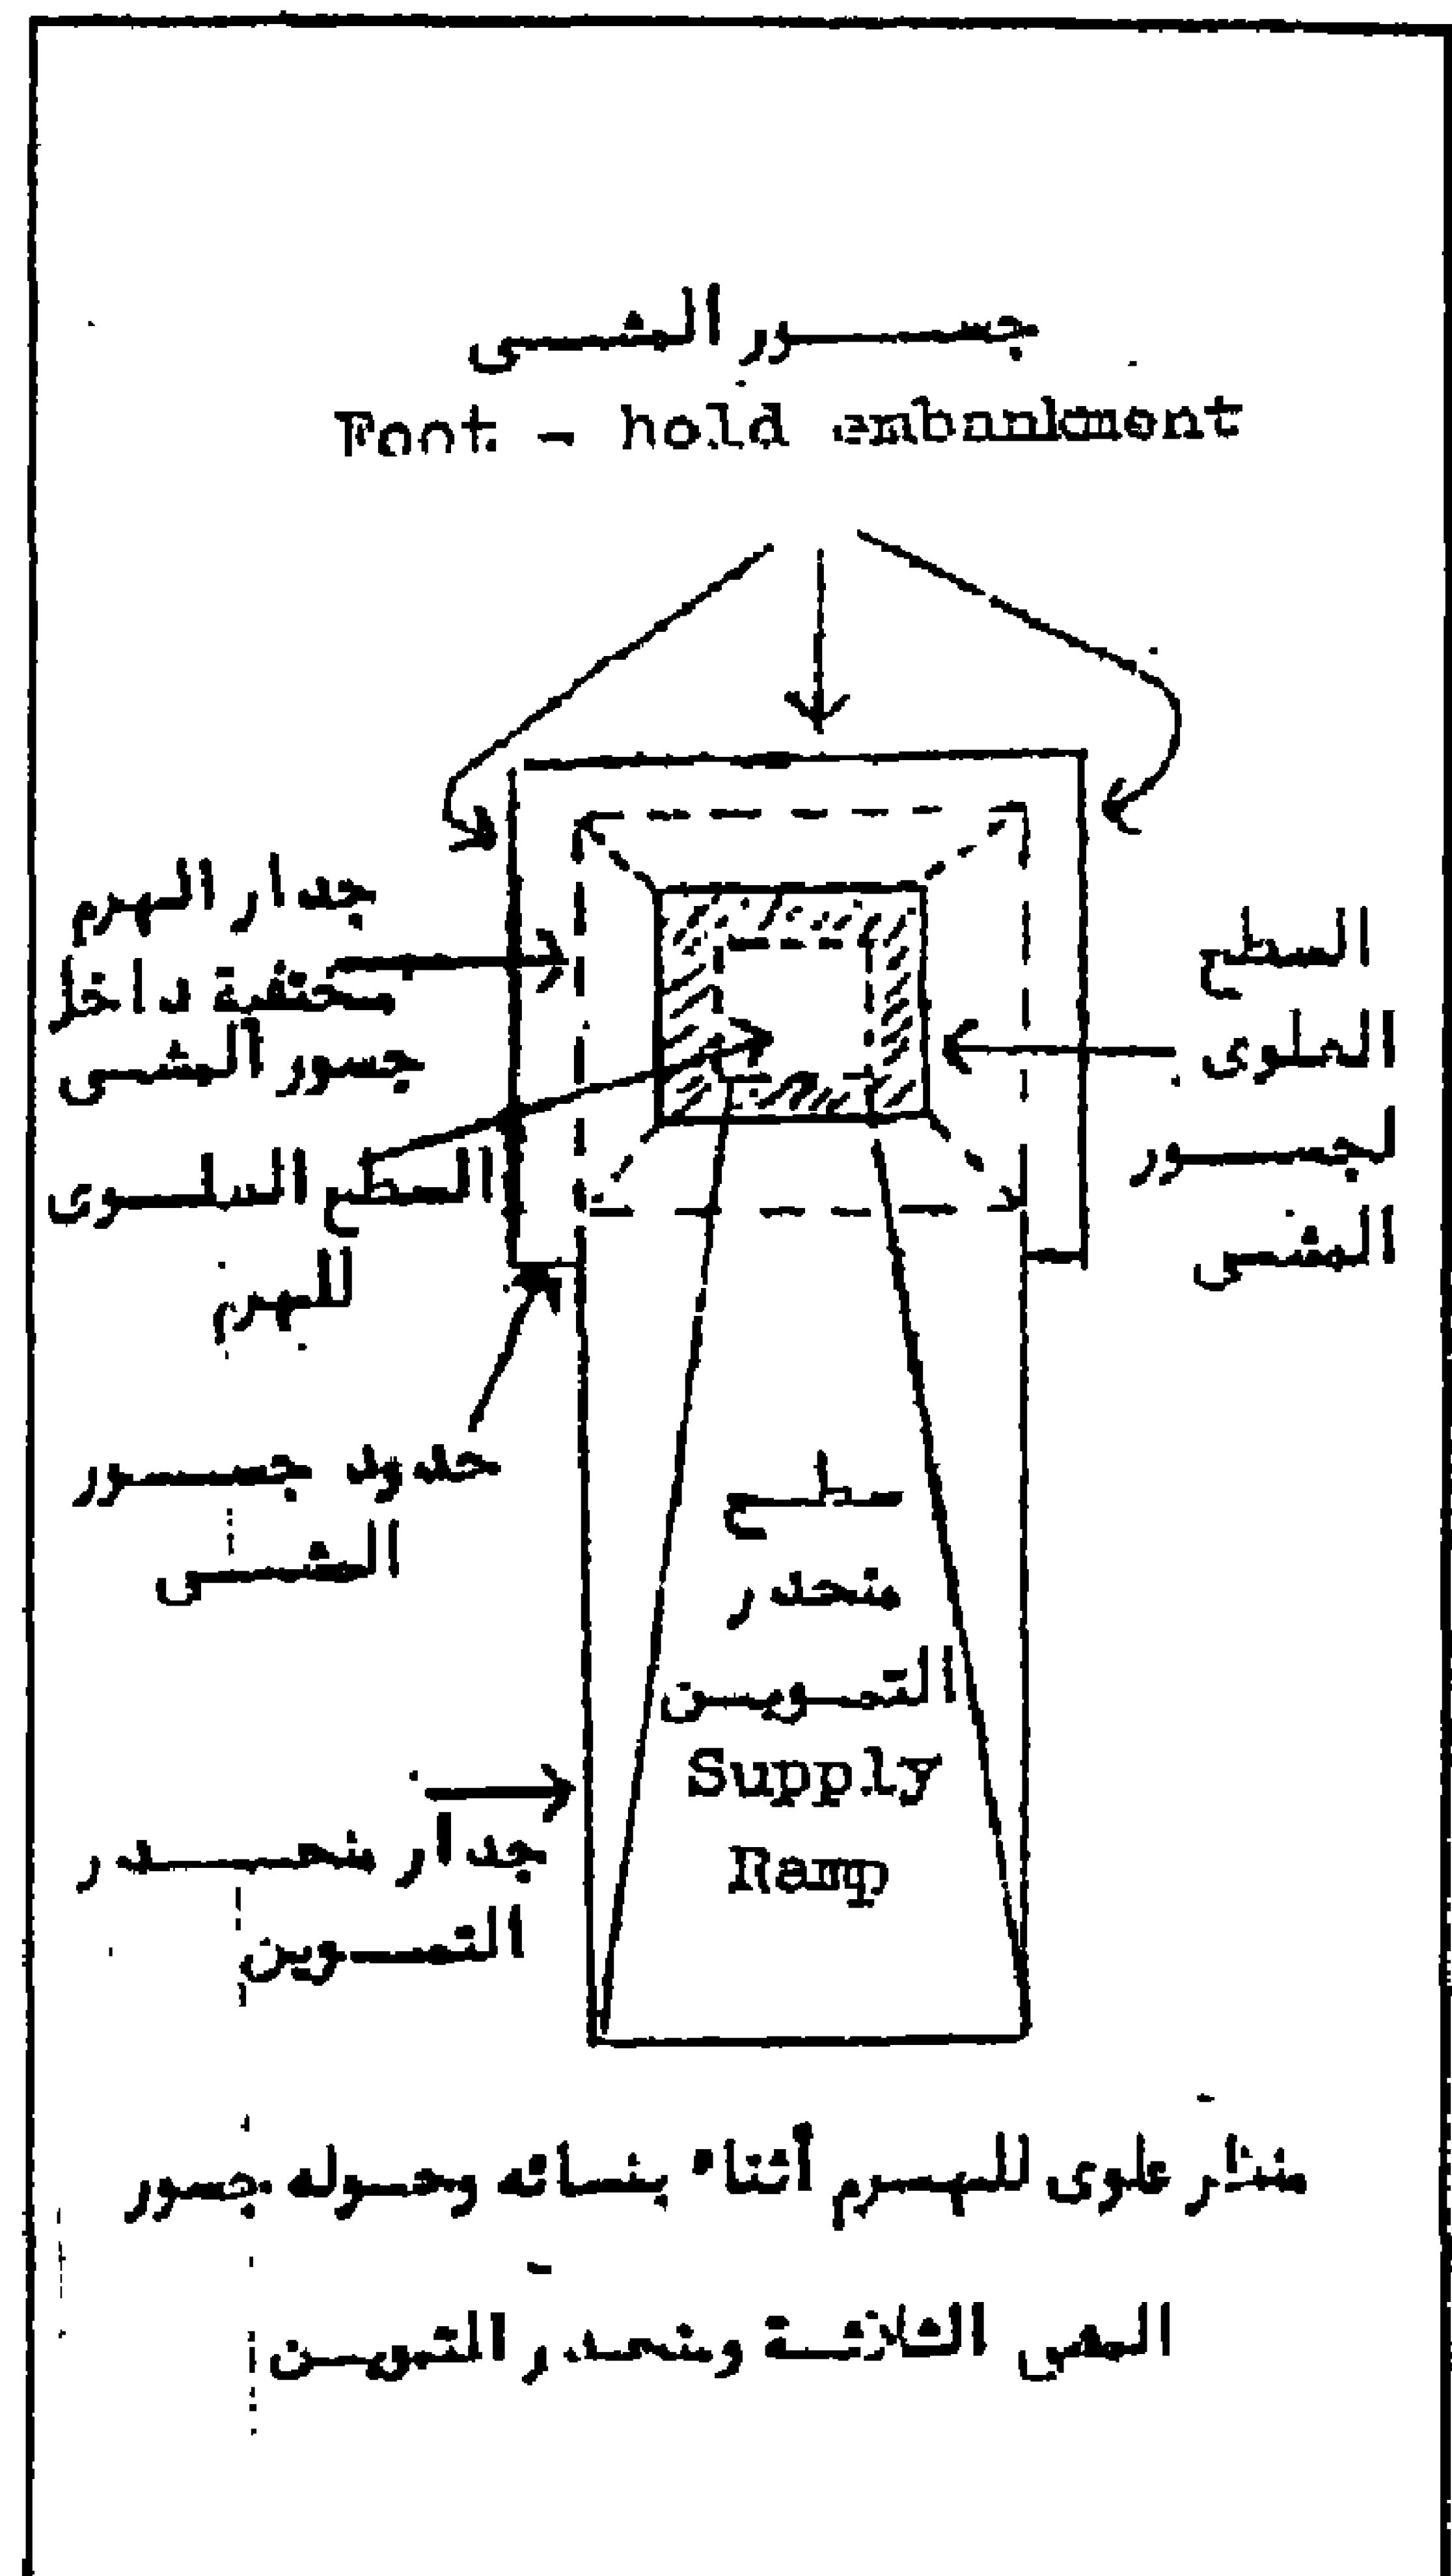 جسور المشى
Foot - hold embankment
جدار الهرم
مختفية داخل
جسور المشى
السطح العلوى
للهرم
السطح
العلوى
لجسور
المشى
حدود جسور
المشى
سطح
منحدر
التموين
Supply
Ramp
جدار منحدر
التموين
منظر علوى للهرم أثناء بنائه وحوله جسور
المشى الثلاثة ومنحدر التموين